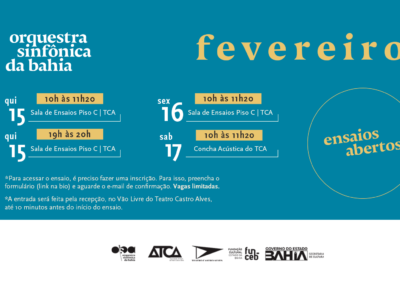 orquestra
sinfônica
da bahia
fevereiro
qui
15
10h às 11h20
Sala de Ensaios Piso C | TCA
qui
15
19h às 20h
Sala de Ensaios Piso C | TCA
sex
16
10h às 11h20
Sala de Ensaios Piso C | TCA
sab
17
10h às 11h20
Concha Acústica do TCA
ensaios
abertos
*Para acessar o ensaio, é preciso fazer uma inscrição. Para isso, preencha o
formulário (link na bio) e aguarde o e-mail de confirmação. Vagas limitadas.
*A entrada será feita pela recepção, no Vão Livre do Teatro Castro Alves,
até 10 minutos antes do início do ensaio.
ATCA
fun
ceb
GOVERNO DO ESTADO
BAHIA